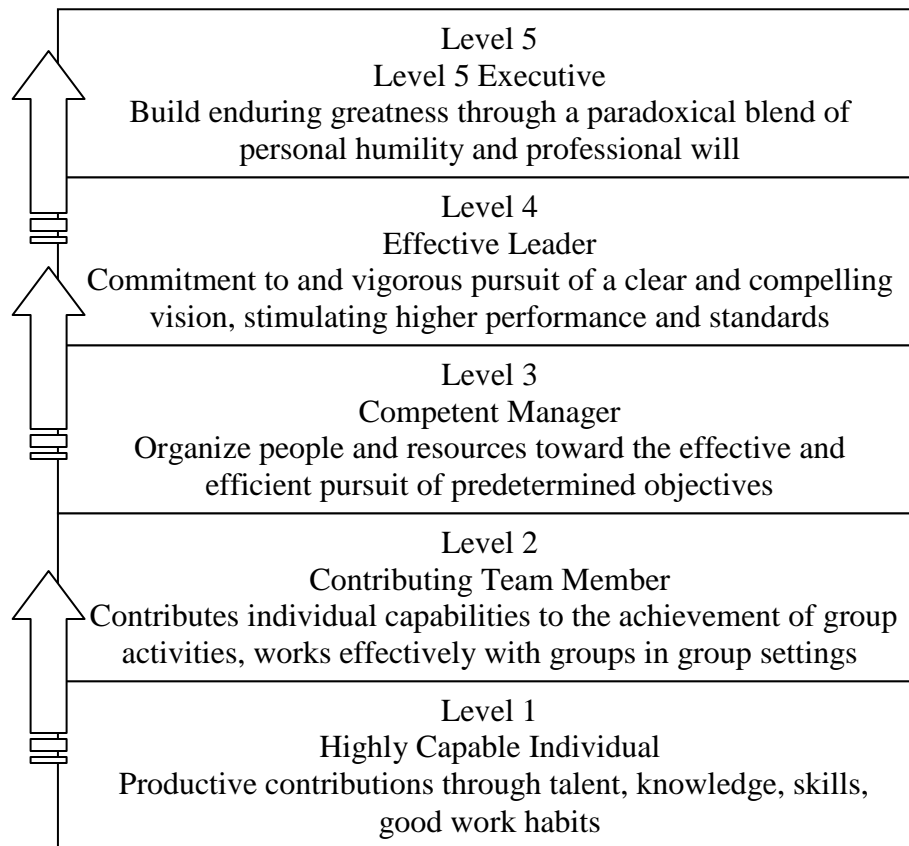 Level 5
Level 5 Executive
Build enduring greatness through a paradoxical blend of
personal humility and professional will
Level 4
Effective Leader
Commitment to and vigorous pursuit of a clear and compelling
vision, stimulating higher performance and standards
Level 3
Competent Manager
Organize people and resources toward the effective and
efficient pursuit of predetermined objectives
Level 2
Contributing Team Member
Contributes individual capabilities to the achievement of group
activities, works effectively with groups in group settings
Level 1
Highly Capable Individual
Productive contributions through talent, knowledge, skills,
good work habits